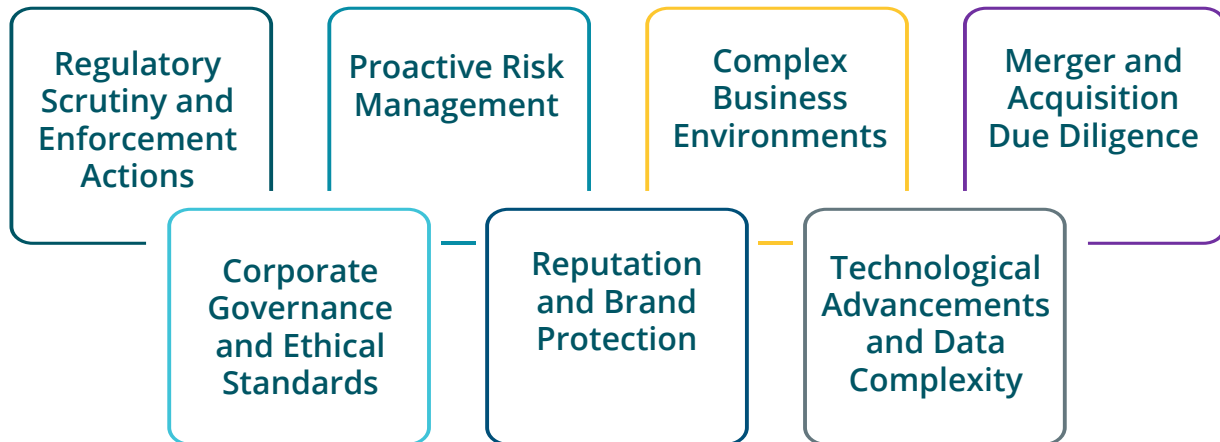 Regulatory
Scrutiny and
Enforcement
Actions
Proactive Risk
Management
Complex
Business
Environments
Merger and
Acquisition
Due Diligence
Corporate
Governance
and Ethical
Standards
Reputation
and Brand
Protection
Technological
Advancements
and Data
Complexity